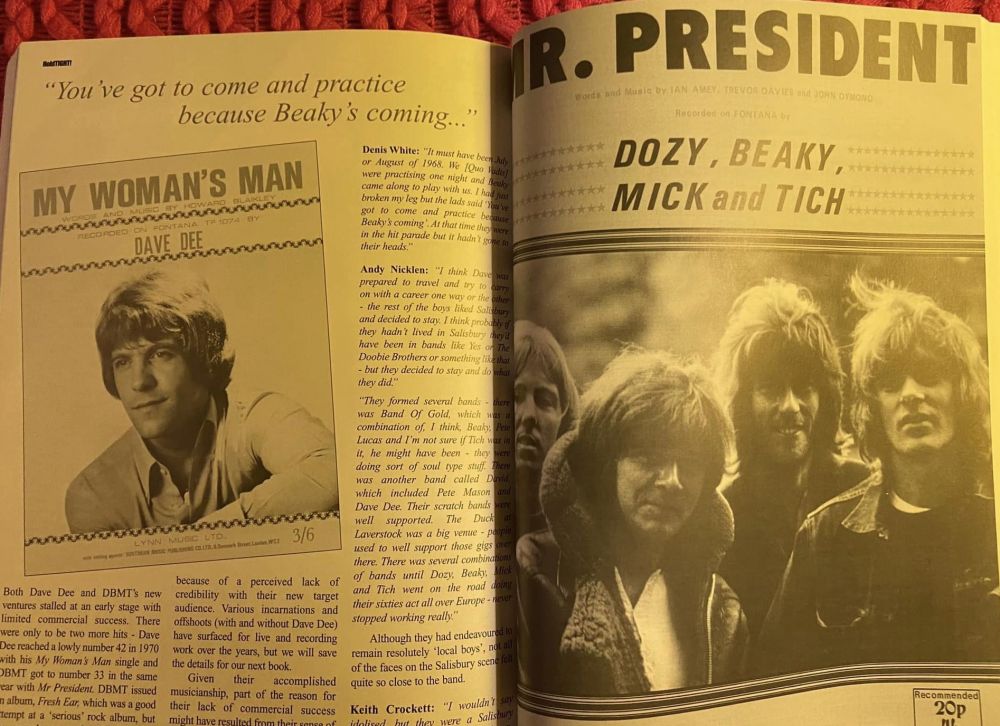 HoldTIGHT!
“You’ve got to come and practice
because Beaky’s coming...”
MY WOMAN'S MAN
WORDS AND MUSIC BY HOWARD BLAIKLEY
RECORDED ON FONTANA TF 1074 BY
DAVE DEE
LYNN MUSIC LTD.,
3/6
SOUTHERN MUSIC PUBLISHING CO. LTD., 8 Denmark Street, London, WC2
Both Dave Dee and DBMT's new
ventures stalled at an early stage with
limited commercial success. There
were only to be two more hits - Dave
Dee reached a lowly number 42 in 1970
with his My Woman's Man single and
DBMT got to number 33 in the same
year with Mr President. DBMT issued
an album, Fresh Ear, which was a good
attempt at a 'serious' rock album, but
because of a perceived lack of
credibility with their new target
audience. Various incarnations and
offshoots (with and without Dave Dee)
have surfaced for live and recording
work over the years, but we will save
the details for our next book.
Given their accomplished
musicianship, part of the reason for
their lack of commercial success
might have resulted from their sense of
Denis White: "It must have been July
or August of 1968. We [Quo Vadis]
were practising one night and Beaky
came along to play with us. I had just
broken my leg but the lads said 'You've
got to come and practice because
Beaky's coming'. At that time they were
in the hit parade but it hadn't gone to
their heads."
Andy Nicklen: "I think Dave was
prepared to travel and try to carry
on with a career one way or the other
- the rest of the boys liked Salisbury
and decided to stay. I think probably if
they hadn't lived in Salisbury they'd
have been in bands like Yes or The
Doobie Brothers or something like that
- but they decided to stay and do what
they did."
"They formed several bands - there
was Band Of Gold, which was a
combination of, I think, Beaky, Pete
Lucas and I'm not sure if Tich was in
it, he might have been - they were
doing sort of soul type stuff. There
was another band called David,
which included Pete Mason and
Dave Dee. Their scratch bands were
well supported. The Duck at
Laverstock was a big venue - people
used to well support those gigs over
there. There was several combinations
of bands until Dozy, Beaky, Mick
and Tich went on the road doing
their sixties act all over Europe - never
stopped working really."
Although they had endeavoured to
remain resolutely 'local boys', not all
of the faces on the Salisbury scene felt
quite so close to the band.
Keith Crockett: "I wouldn't say
idolised, but they were a Salisbury
MR. PRESIDENT
Words and Music by IAN AMEY, TREVOR DAVIES and JOHN DYMOND
Recorded on FONTANA by
DOZY, BEAKY,
MICK and TICH
Recommended
20p